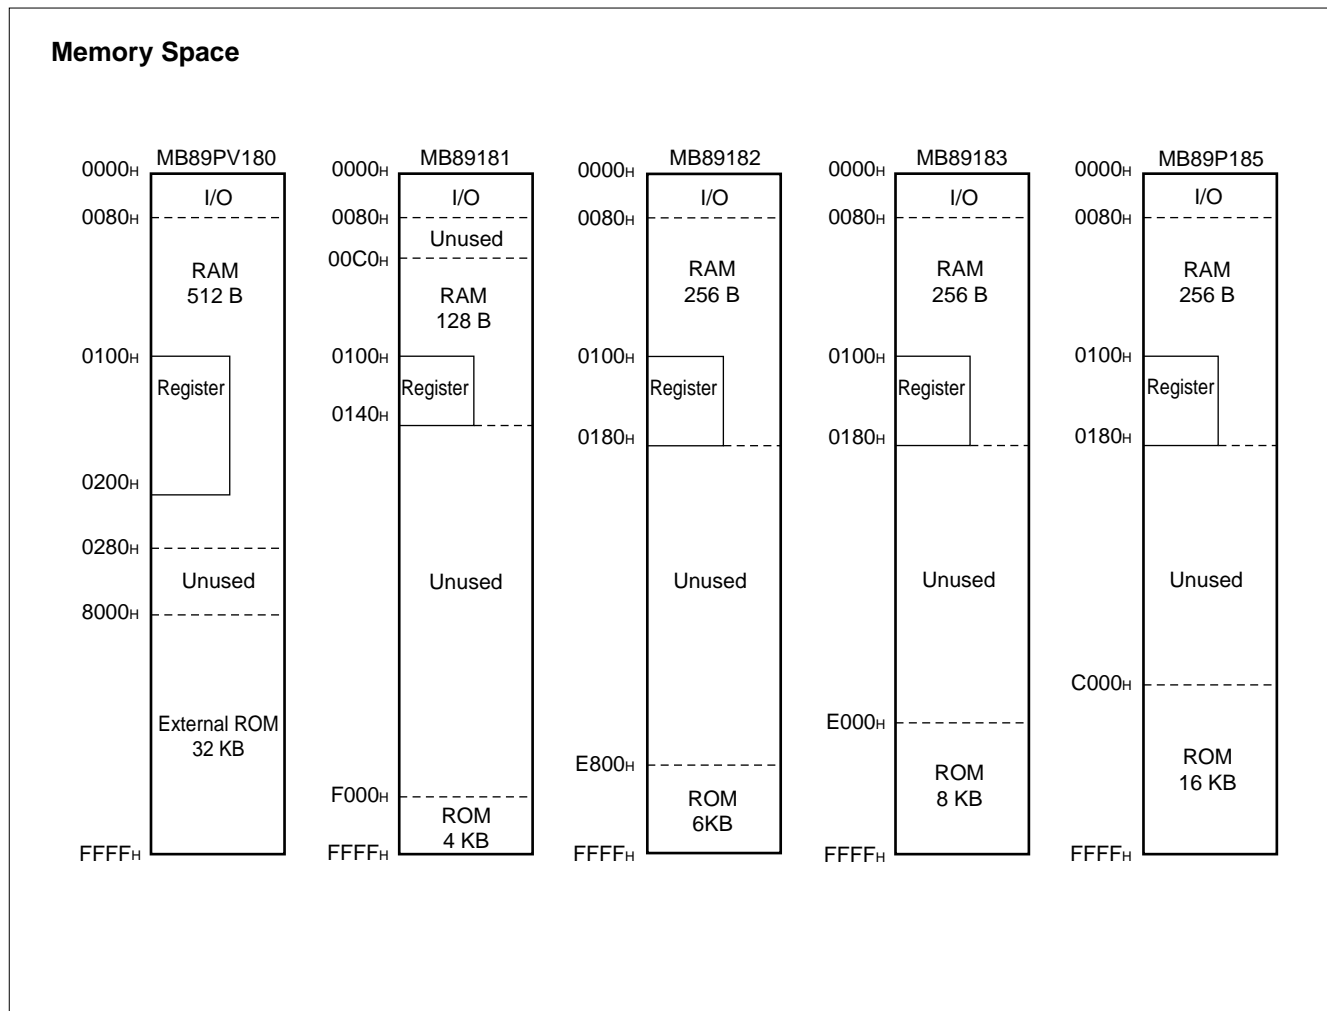 Memory Space
MB89PV180
0000H
I/O
0080H
RAM
512 B
0100H
Register
0200H
0280H
Unused
8000H
External ROM
32 KB
FFFFH
MB89181
0000H
I/O
0080H
Unused
00C0H
RAM
128 B
0100H
Register
0140H
Unused
F000H
ROM
4 KB
FFFFH
MB89182
0000H
I/O
0080H
RAM
256 B
0100H
Register
0180H
Unused
E800H
ROM
6KB
FFFFH
MB89183
0000H
I/O
0080H
RAM
256 B
0100H
Register
0180H
Unused
E000H
ROM
8 KB
FFFFH
MB89P185
0000H
I/O
0080H
RAM
256 B
0100H
Register
0180H
Unused
C000H
ROM
16 KB
FFFFH